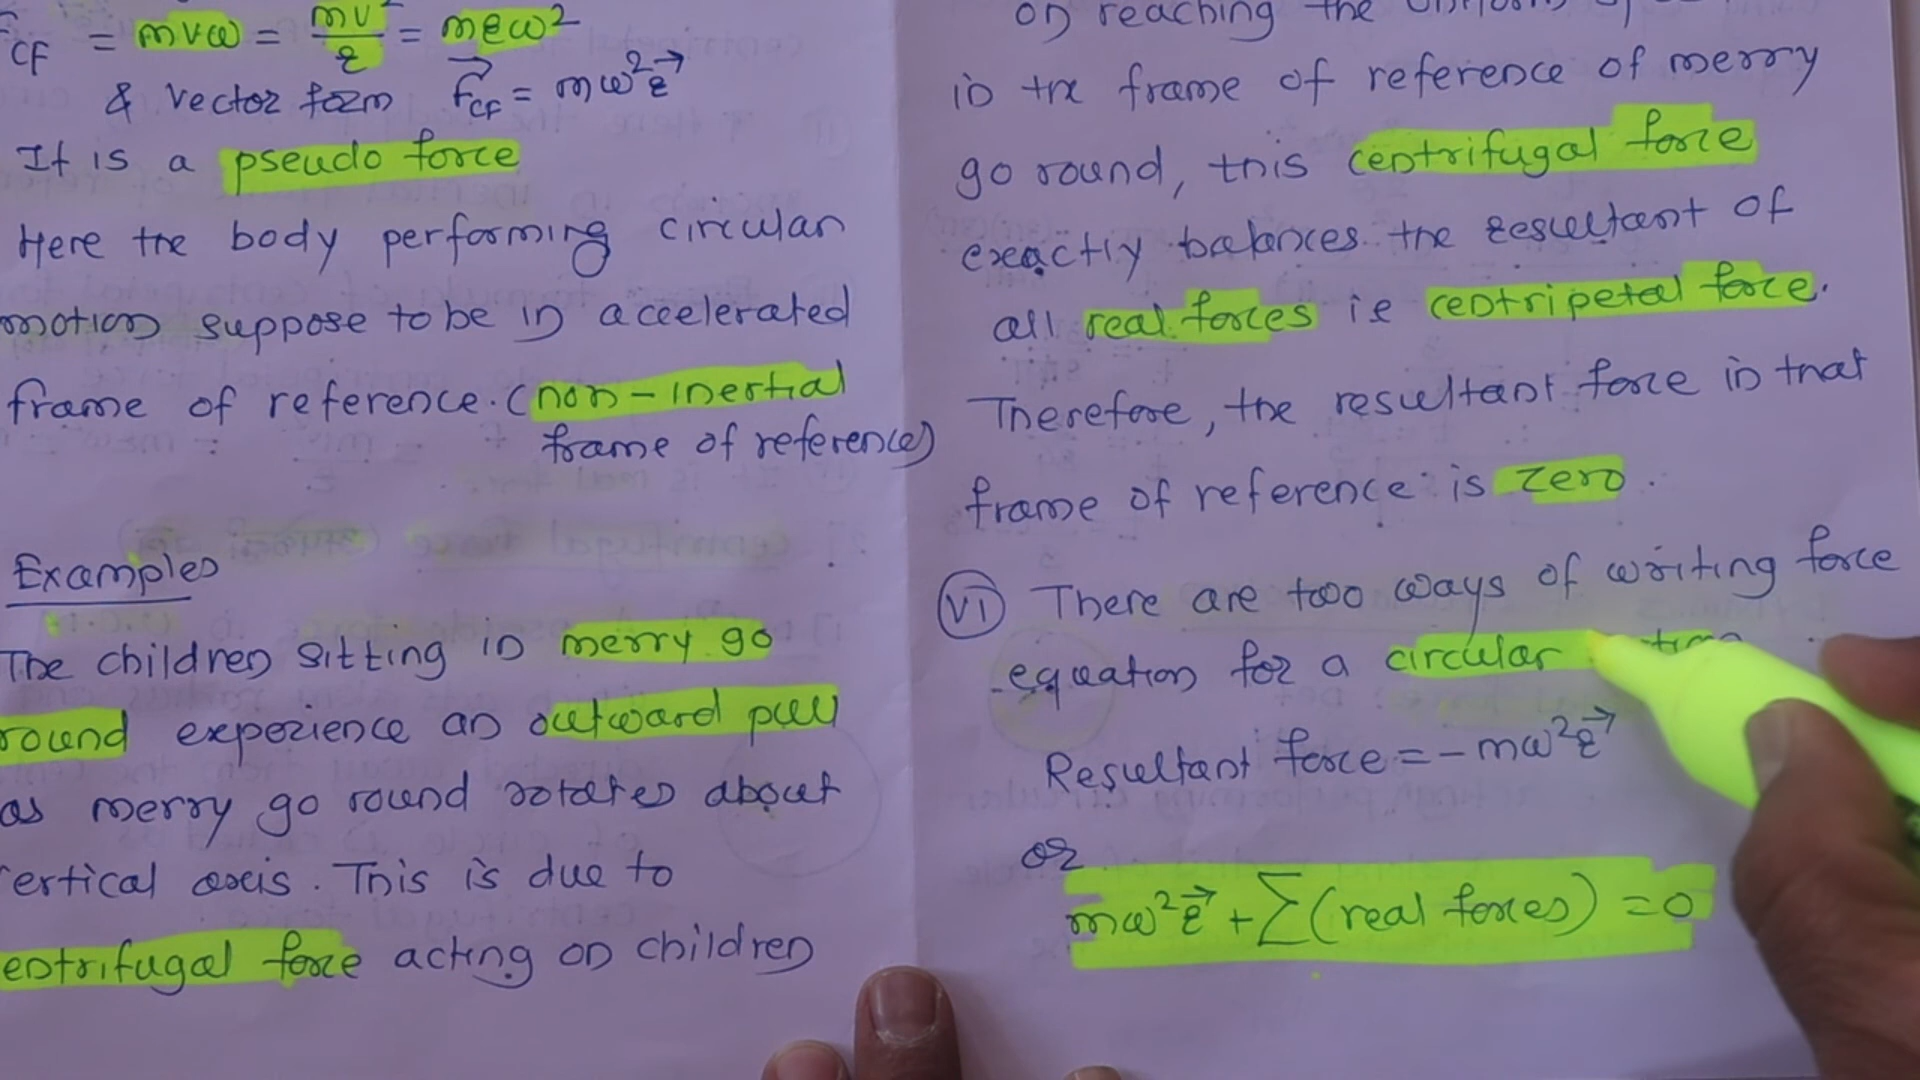 F_CF = mvω = mv²/r = mrω²
& vector form F⃗_CF = mω²r⃗
It is a pseudo force
Here the body performing circular
motion suppose to be in accelerated
frame of reference. (non-inertial
frame of reference)
Examples
The children sitting in merry go
round experience an outward pull
as merry go round rotates about
vertical axis. This is due to
centrifugal force acting on children
on reaching the uniform
in the frame of reference of merry
go round, this centrifugal force
exactly balances the resultant of
all real forces ie centripetal force.
Therefore, the resultant force in that
frame of reference is zero.
(VI) There are two ways of writing force
equation for a circular motion
Resultant force = -mω²r⃗
or
mω²r⃗ + Σ(real forces) = 0